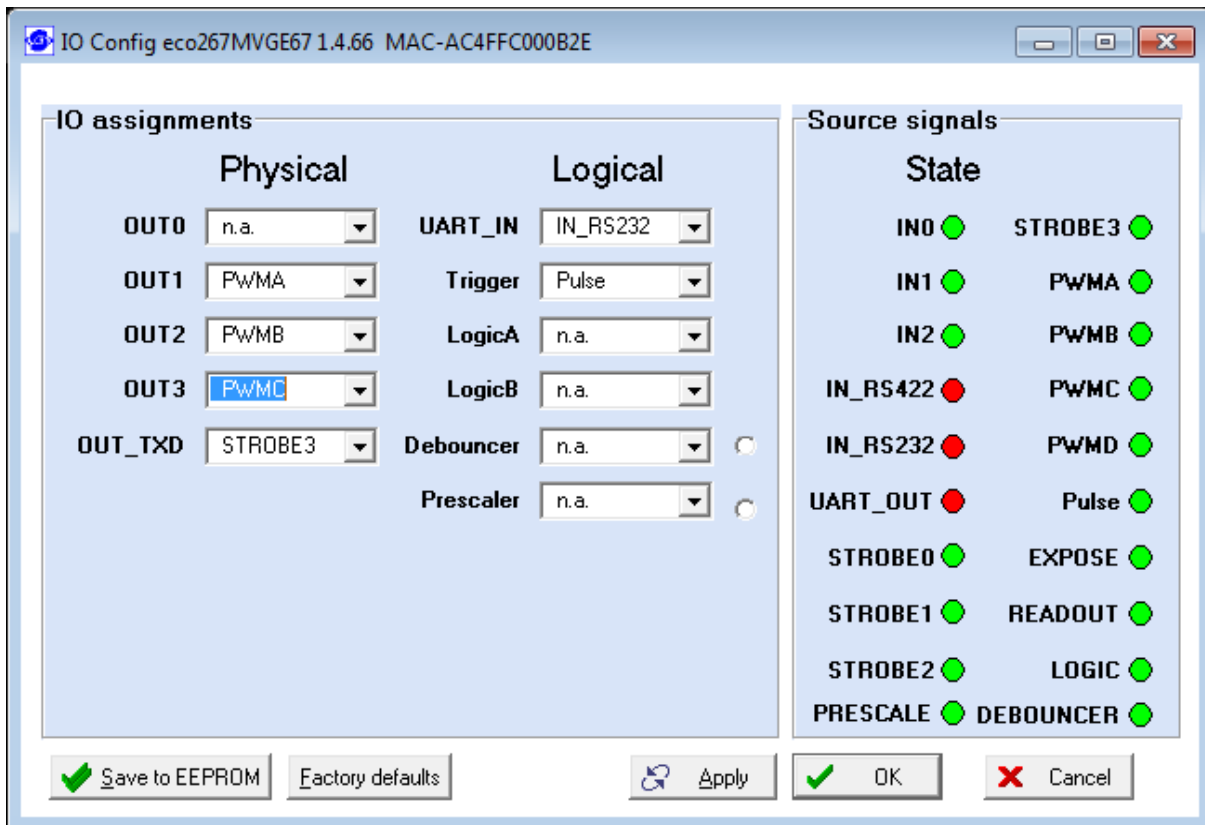 IO Config eco267MVGE67 1.4.66 MAC-AC4FFC000B2E
IO assignments
Physical
Logical
OUT0 n.a.
UART_IN IN_RS232
OUT1 PWMA
Trigger Pulse
OUT2 PWMB
LogicA n.a.
OUT3 PWMC
LogicB n.a.
OUT_TXD STROBE3
Debouncer n.a.
Prescaler n.a.
Source signals
State
IN0 STROBE3
IN1 PWMA
IN2 PWMB
IN_RS422 PWMC
IN_RS232 PWMD
UART_OUT Pulse
STROBE0 EXPOSE
STROBE1 READOUT
STROBE2 LOGIC
PRESCALE DEBOUNCER
Save to EEPROM
Factory defaults
Apply
OK
Cancel